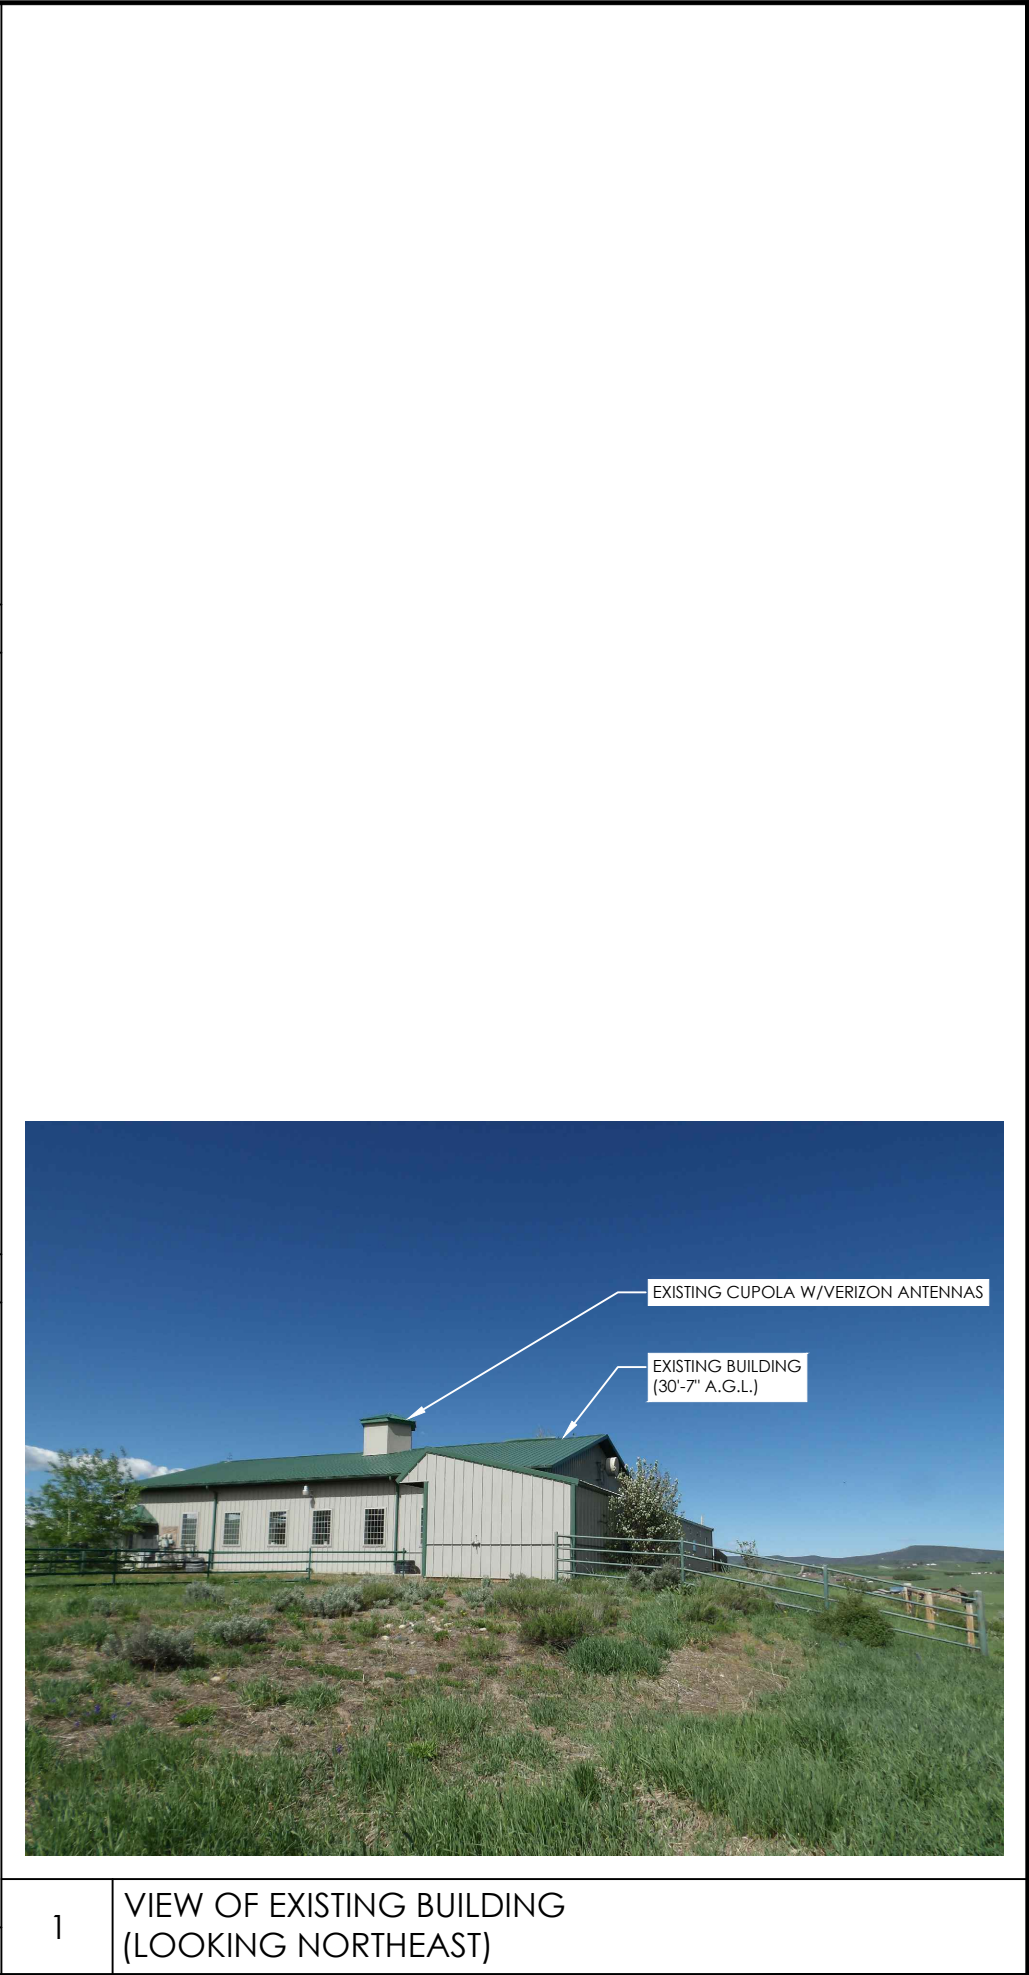 EXISTING CUPOLA W/VERIZON ANTENNAS
EXISTING BUILDING
(30'-7" A.G.L.)
1
VIEW OF EXISTING BUILDING
(LOOKING NORTHEAST)